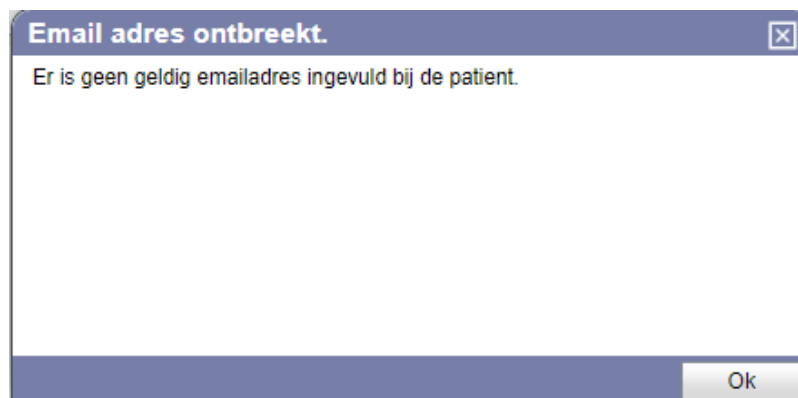 Email adres ontbreekt.
Er is geen geldig emailadres ingevuld bij de patient.
Ok